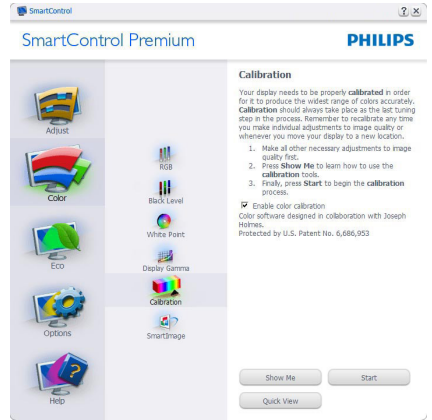 SmartControl
SmartControl Premium
PHILIPS
Adjust
Color
Eco
Options
Help
RGB
Black Level
White Point
Display Gamma
Calibration
SmartImage
Calibration
Your display needs to be properly calibrated in order
for it to produce the widest range of colors accurately.
Calibration should always take place as the last tuning
step in the process. Remember to recalibrate any time
you make individual adjustments to image quality or
whenever you move your display to a new location.
1. Make all other necessary adjustments to image
quality first.
2. Press Show Me to learn how to use the
calibration tools.
3. Finally, press Start to begin the calibration
process.
Enable color calibration
Color software designed in collaboration with Joseph
Holmes.
Protected by U.S. Patent No. 6,686,953
Show Me
Start
Quick View